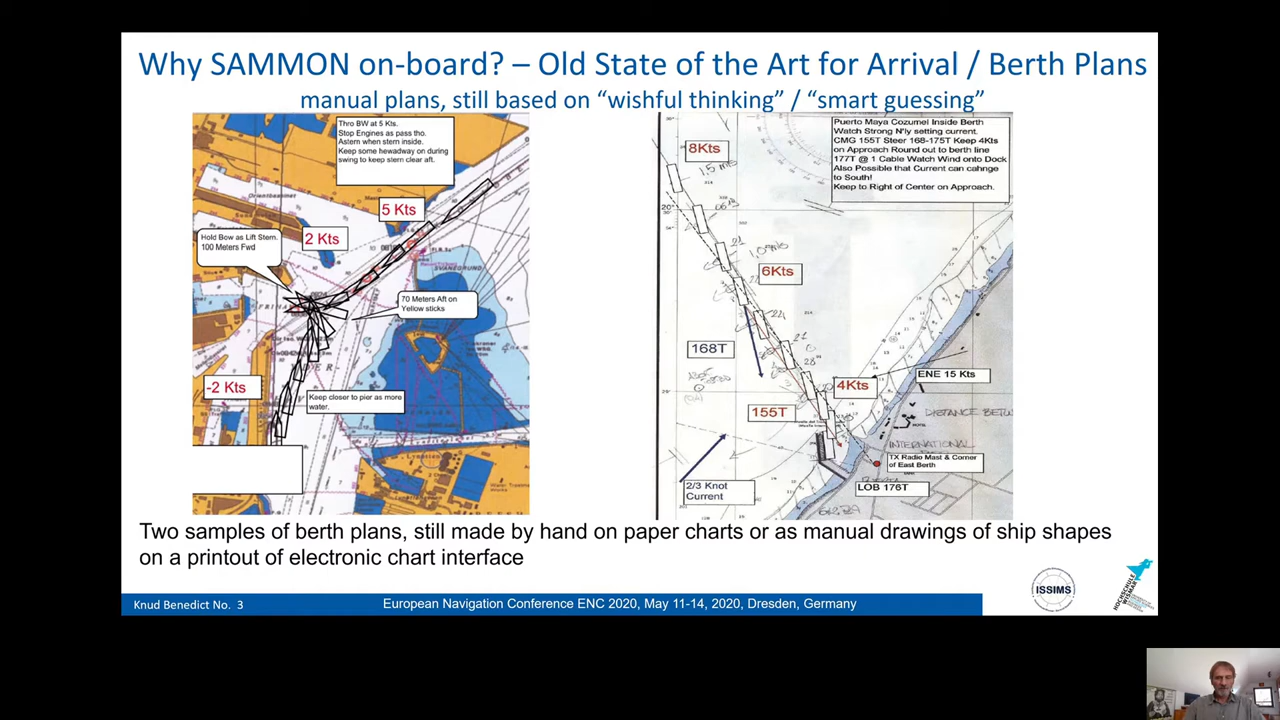 Why SAMMON on-board? – Old State of the Art for Arrival / Berth Plans
manual plans, still based on “wishful thinking” / “smart guessing”
Thro BW at 5 Kts.
Stop Engines as pass tho.
Astern when stern inside.
Keep some hewadway on during
swing to keep stern clear aft.
5 Kts
2 Kts
Hold Bow as Lift Stern.
100 Meters Fwd
SVANEGRUND
70 Meters Aft on
Yellow sticks
-2 Kts
Keep closer to pier as more
water.
Puerto Maya Cozumel Inside Berth
Watch Strong N'ly setting current.
CMG 155T Steer 168-175T Keep 4Kts
on Approach Round out to berth line
177T @ 1 Cable Watch Wind onto Dock
Also Possible that Current can cahnge
to South!
Keep to Right of Center on Approach.
8Kts
6Kts
168T
4Kts
ENE 15 Kts
155T
DISTANCE BETW
INTERNATIONAL
TX Radio Mast & Corner
of East Berth
LOB 176T
2/3 Knot
Current
Two samples of berth plans, still made by hand on paper charts or as manual drawings of ship shapes
on a printout of electronic chart interface
Knud Benedict No. 3
European Navigation Conference ENC 2020, May 11-14, 2020, Dresden, Germany
ISSIMS
HOCHSCHULE
WISMAR